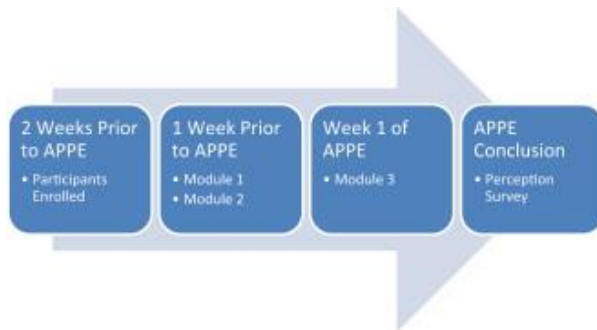 2 Weeks Prior
to APPE
• Participants
Enrolled
1 Week Prior
to APPE
• Module 1
• Module 2
Week 1 of
APPE
• Module 3
APPE
Conclusion
• Perception
Survey